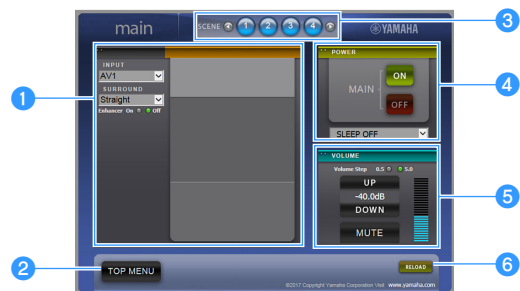 main
SCENE 1 2 3 4
YAMAHA
3
INPUT
AV1
SURROUND
Straight
Enhancer On Off
1
POWER
MAIN
ON
OFF
SLEEP OFF
4
VOLUME
Volume Step 0.5 5.0
UP
-40.0dB
DOWN
MUTE
5
TOP MENU
2
RELOAD
6
©2017 Copyright Yamaha Corporation Visit www.yamaha.com